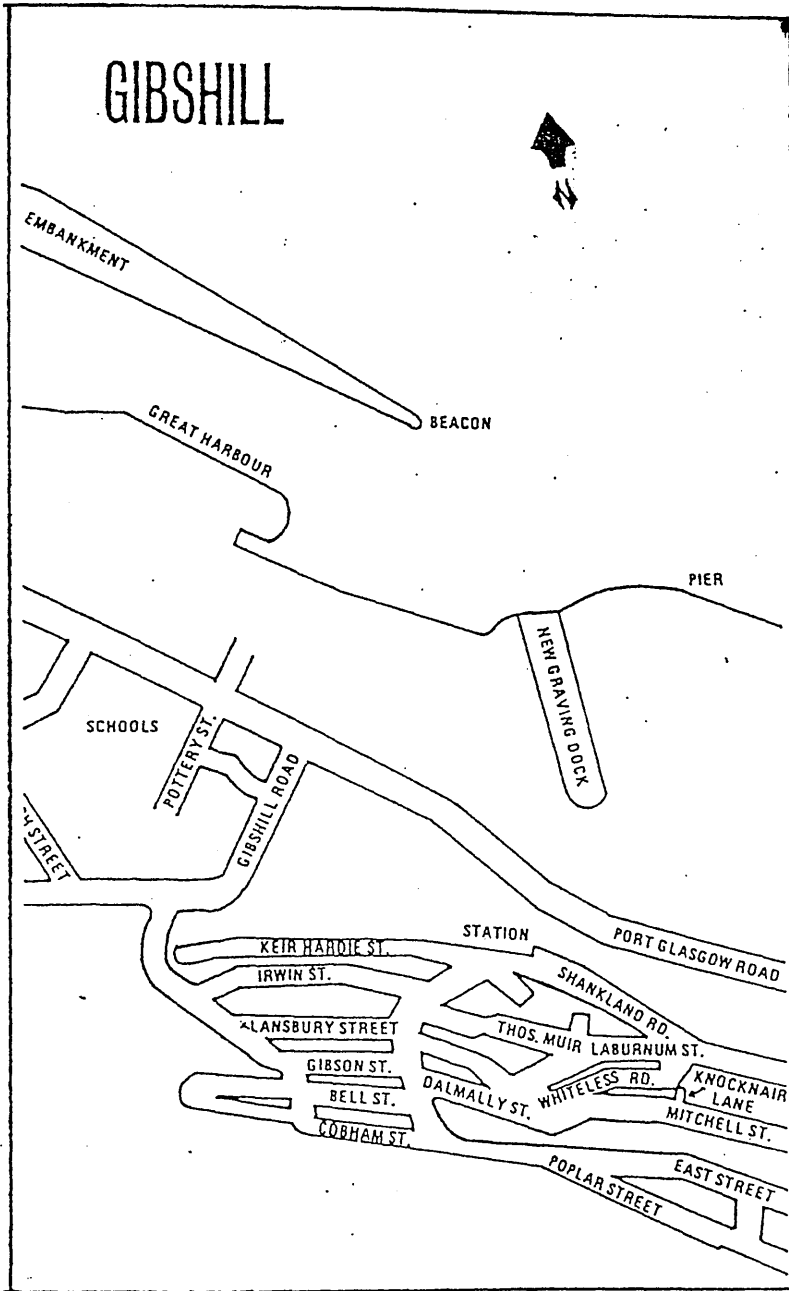 GIBSHILL
N
EMBANKMENT
BEACON
GREAT HARBOUR
PIER
NEW GRAVING DOCK
SCHOOLS
POTTERY ST.
GIBSHILL ROAD
STREET
STATION
PORT GLASGOW ROAD
KEIR HARDIE ST.
IRWIN ST.
SHANKLAND RD.
LANSBURY STREET
THOS. MUIR
LABURNUM ST.
GIBSON ST.
DALMALLY ST.
WHITELESS RD.
KNOCKNAIR
LANE
BELL ST.
MITCHELL ST.
COBHAM ST.
POPLAR STREET
EAST STREET